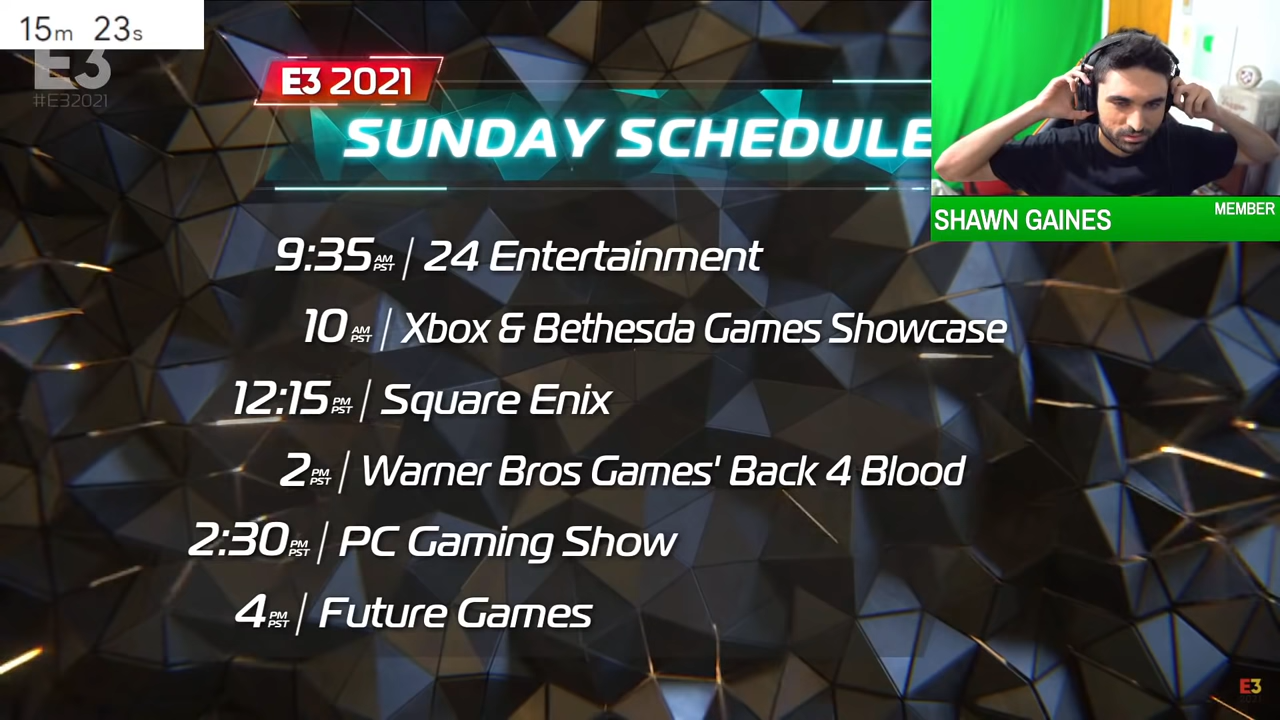 15m 23s
E3
#E32021
E3 2021
SUNDAY SCHEDULE
9:35 AM PST | 24 Entertainment
10 AM PST | Xbox & Bethesda Games Showcase
12:15 PM PST | Square Enix
2 PM PST | Warner Bros Games' Back 4 Blood
2:30 PM PST | PC Gaming Show
4 PM PST | Future Games
MEMBER
SHAWN GAINES
E3